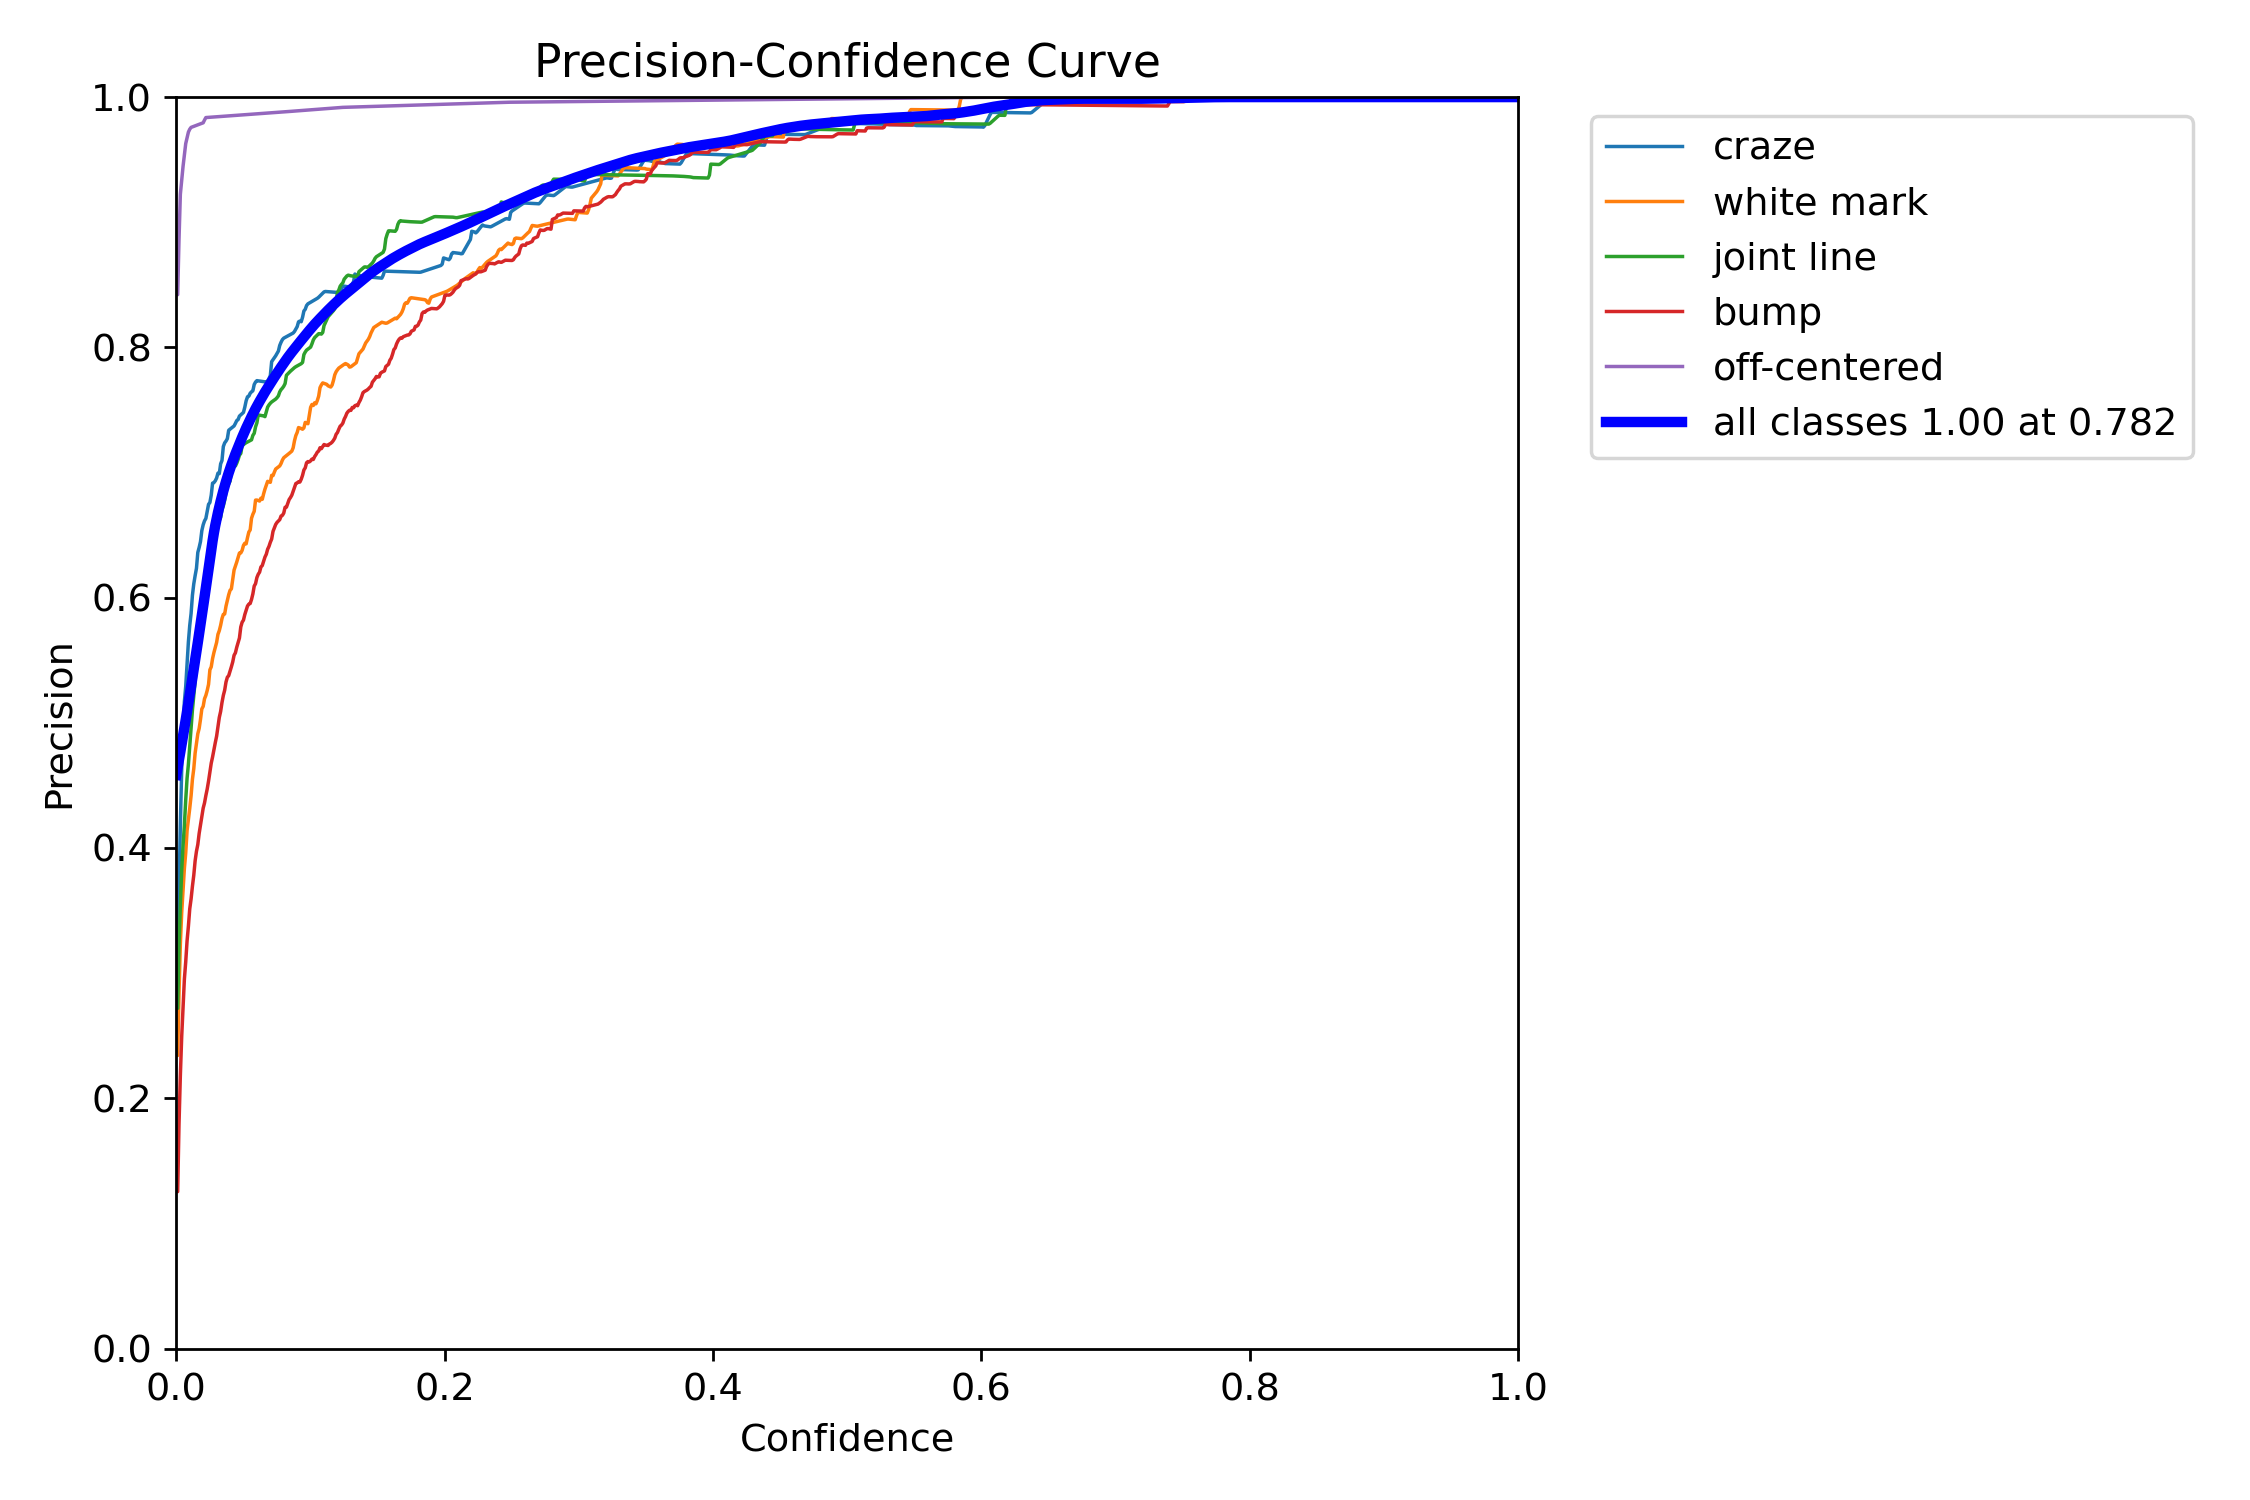 Precision-Confidence Curve
1.0
0.8
0.6
0.4
0.2
0.0
Precision
0.0 0.2 0.4 0.6 0.8 1.0
Confidence
craze
white mark
joint line
bump
off-centered
all classes 1.00 at 0.782